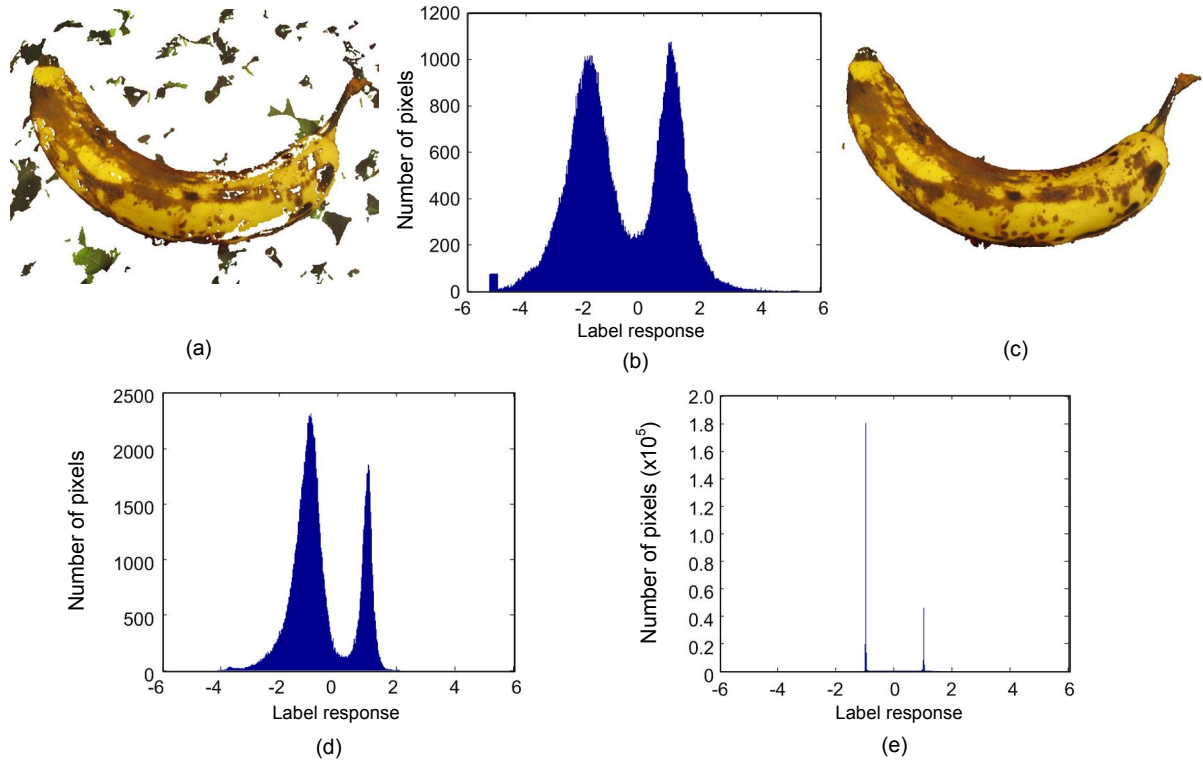 1200
1000
800
600
400
200
0
Number of pixels
-6 -4 -2 0 2 4 6
Label response
(a)
(b)
(c)
2500
2000
1500
1000
500
0
Number of pixels
-6 -4 -2 0 2 4 6
Label response
(d)
2.0
1.8
1.6
1.4
1.2
1.0
0.8
0.6
0.4
0.2
0
Number of pixels (x10⁵)
-6 -4 -2 0 2 4 6
Label response
(e)